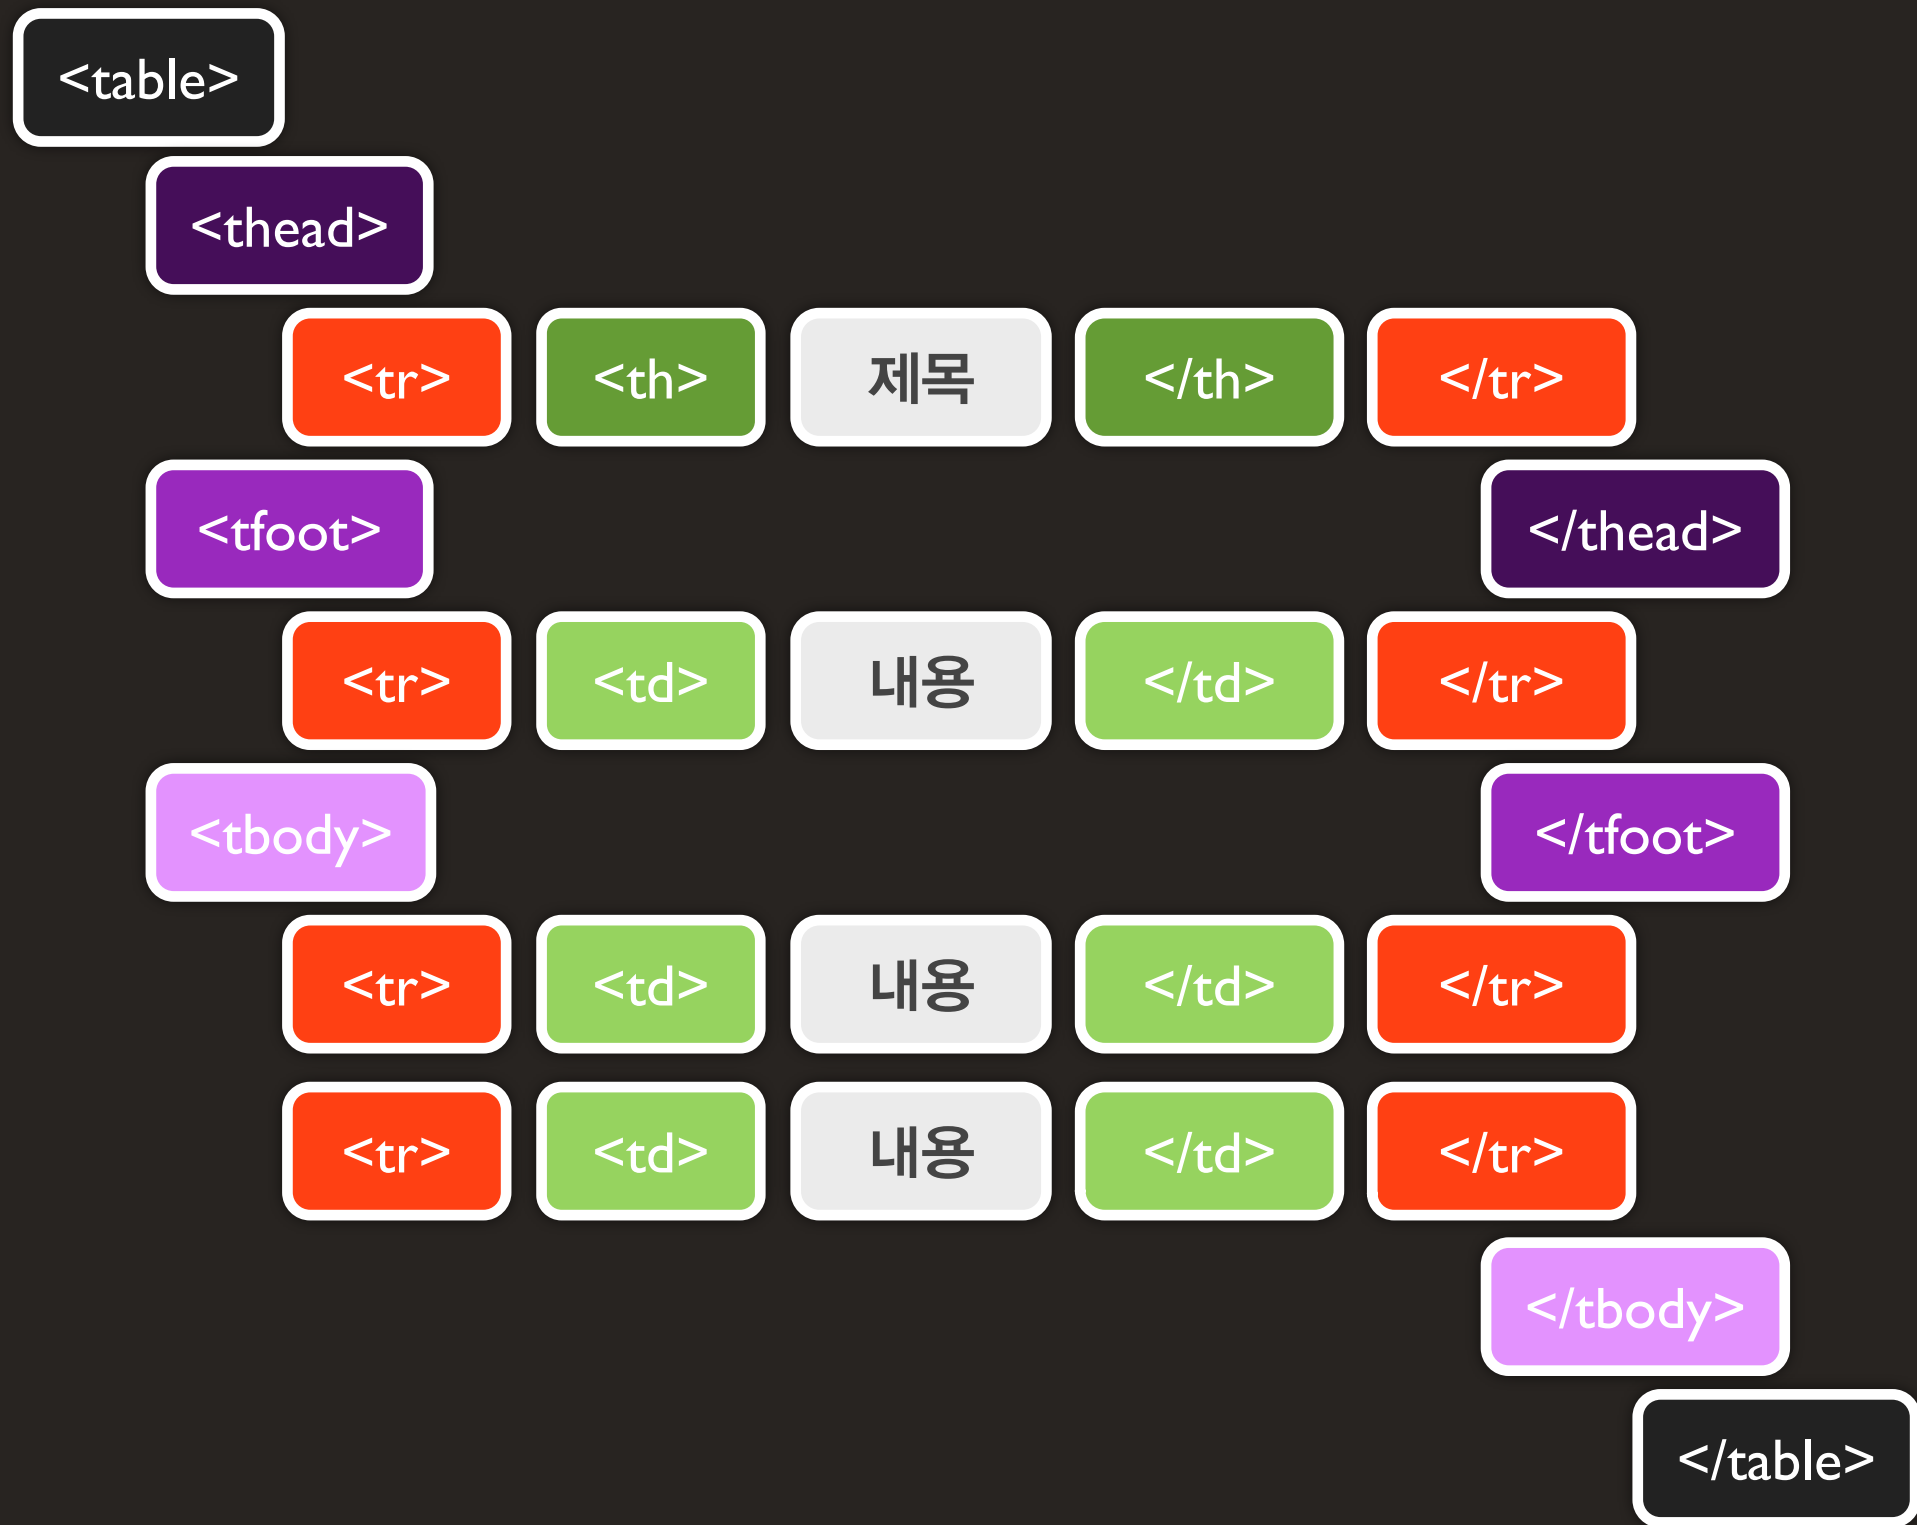 <table>
<thead>
<tr> <th> 제목 </th> </tr>
<tfoot> </thead>
<tr> <td> 내용 </td> </tr>
<tbody> </tfoot>
<tr> <td> 내용 </td> </tr>
<tr> <td> 내용 </td> </tr>
</tbody>
</table>